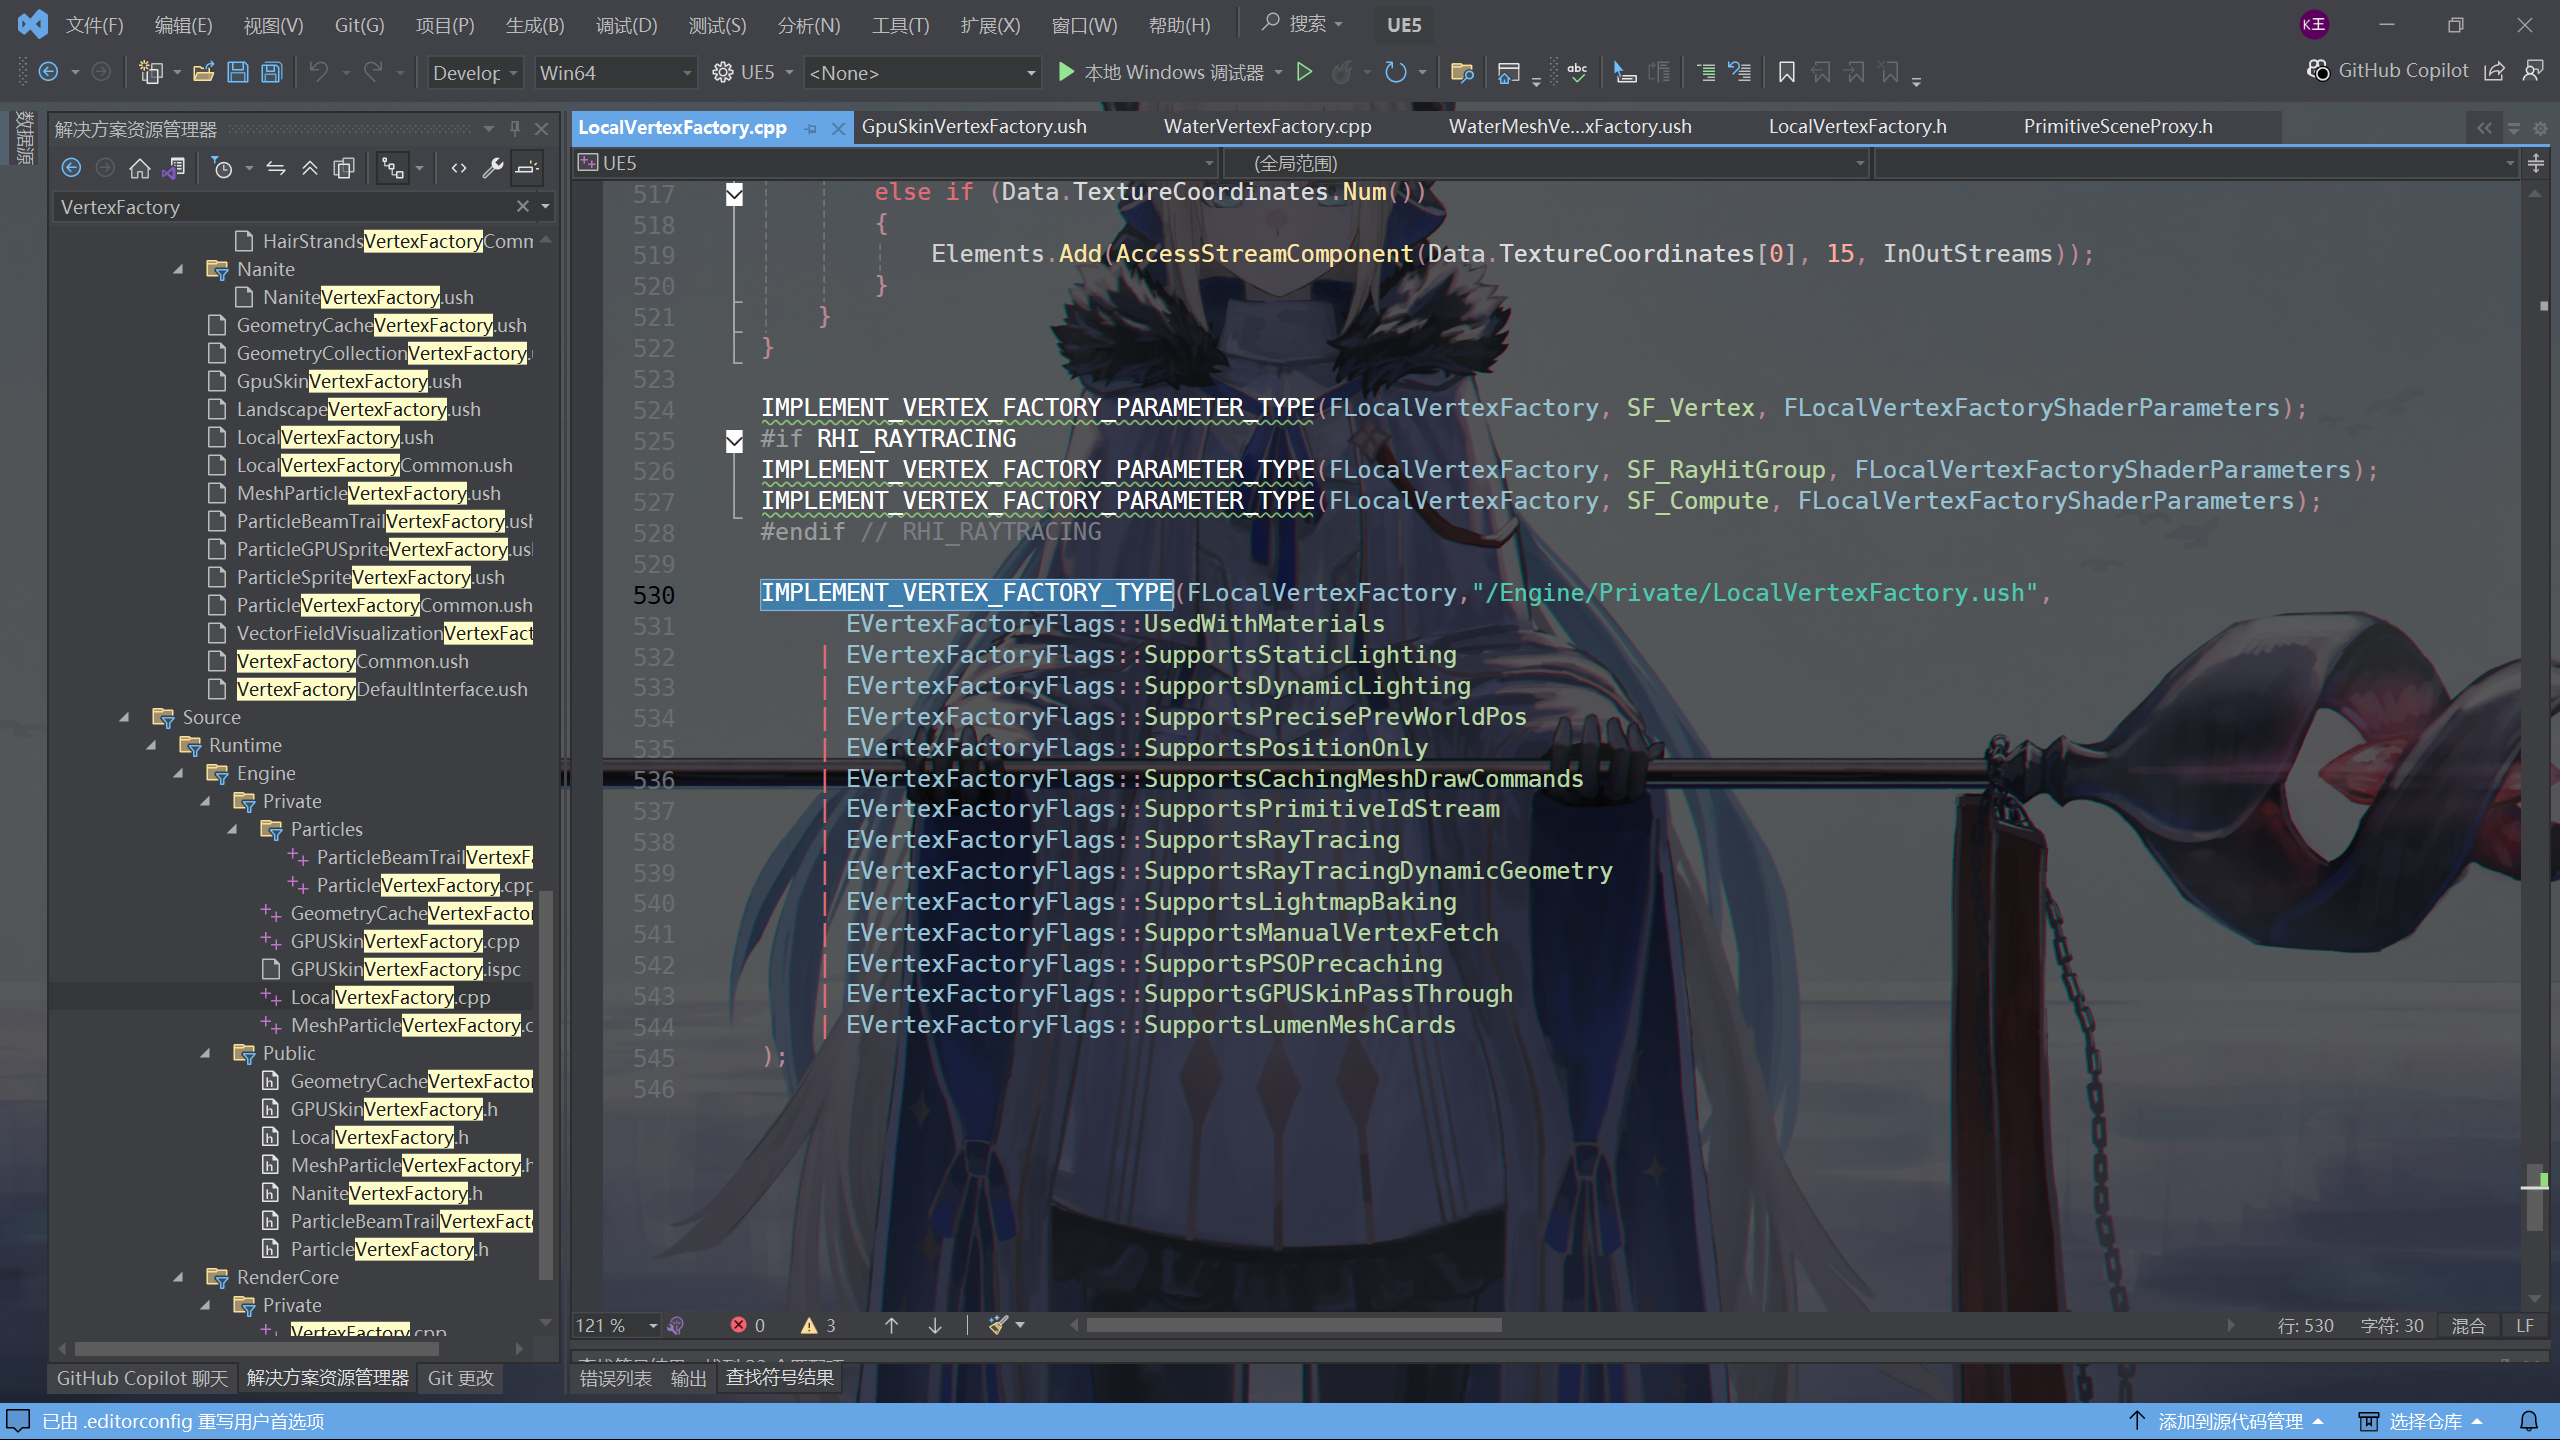 文件(F) 编辑(E) 视图(V) Git(G) 项目(P) 生成(B) 调试(D) 测试(S) 分析(N) 工具(T) 扩展(X) 窗口(W) 帮助(H) 搜索 UE5 K王
Develop Win64 UE5 <None> 本地 Windows 调试器 GitHub Copilot
数据源
解决方案资源管理器
VertexFactory
HairStrandsVertexFactoryComm
Nanite
NaniteVertexFactory.ush
GeometryCacheVertexFactory.ush
GeometryCollectionVertexFactory.u
GpuSkinVertexFactory.ush
LandscapeVertexFactory.ush
LocalVertexFactory.ush
LocalVertexFactoryCommon.ush
MeshParticleVertexFactory.ush
ParticleBeamTrailVertexFactory.ush
ParticleGPUSpriteVertexFactory.ush
ParticleSpriteVertexFactory.ush
ParticleVertexFactoryCommon.ush
VectorFieldVisualizationVertexFact
VertexFactoryCommon.ush
VertexFactoryDefaultInterface.ush
Source
Runtime
Engine
Private
Particles
ParticleBeamTrailVertexFa
ParticleVertexFactory.cpp
GeometryCacheVertexFactor
GPUSkinVertexFactory.cpp
GPUSkinVertexFactory.ispc
LocalVertexFactory.cpp
MeshParticleVertexFactory.c
Public
GeometryCacheVertexFactor
GPUSkinVertexFactory.h
LocalVertexFactory.h
MeshParticleVertexFactory.h
NaniteVertexFactory.h
ParticleBeamTrailVertexFacto
ParticleVertexFactory.h
RenderCore
Private
VertexFactory.cpp
GitHub Copilot 聊天 解决方案资源管理器 Git 更改
LocalVertexFactory.cpp GpuSkinVertexFactory.ush WaterVertexFactory.cpp WaterMeshVe...xFactory.ush LocalVertexFactory.h PrimitiveSceneProxy.h
UE5 (全局范围)
517 else if (Data.TextureCoordinates.Num())
518 {
519 Elements.Add(AccessStreamComponent(Data.TextureCoordinates[0], 15, InOutStreams));
520 }
521 }
522 }
523
524 IMPLEMENT_VERTEX_FACTORY_PARAMETER_TYPE(FLocalVertexFactory, SF_Vertex, FLocalVertexFactoryShaderParameters);
525 #if RHI_RAYTRACING
526 IMPLEMENT_VERTEX_FACTORY_PARAMETER_TYPE(FLocalVertexFactory, SF_RayHitGroup, FLocalVertexFactoryShaderParameters);
527 IMPLEMENT_VERTEX_FACTORY_PARAMETER_TYPE(FLocalVertexFactory, SF_Compute, FLocalVertexFactoryShaderParameters);
528 #endif // RHI_RAYTRACING
529
530 IMPLEMENT_VERTEX_FACTORY_TYPE(FLocalVertexFactory,"/Engine/Private/LocalVertexFactory.ush",
531 EVertexFactoryFlags::UsedWithMaterials
532 | EVertexFactoryFlags::SupportsStaticLighting
533 | EVertexFactoryFlags::SupportsDynamicLighting
534 | EVertexFactoryFlags::SupportsPrecisePrevWorldPos
535 | EVertexFactoryFlags::SupportsPositionOnly
536 | EVertexFactoryFlags::SupportsCachingMeshDrawCommands
537 | EVertexFactoryFlags::SupportsPrimitiveIdStream
538 | EVertexFactoryFlags::SupportsRayTracing
539 | EVertexFactoryFlags::SupportsRayTracingDynamicGeometry
540 | EVertexFactoryFlags::SupportsLightmapBaking
541 | EVertexFactoryFlags::SupportsManualVertexFetch
542 | EVertexFactoryFlags::SupportsPSOPrecaching
543 | EVertexFactoryFlags::SupportsGPUSkinPassThrough
544 | EVertexFactoryFlags::SupportsLumenMeshCards
545 );
546
121 % 0 3 行: 530 字符: 30 混合 LF
错误列表 输出 查找符号结果
已由 .editorconfig 重写用户首选项 添加到源代码管理 选择仓库